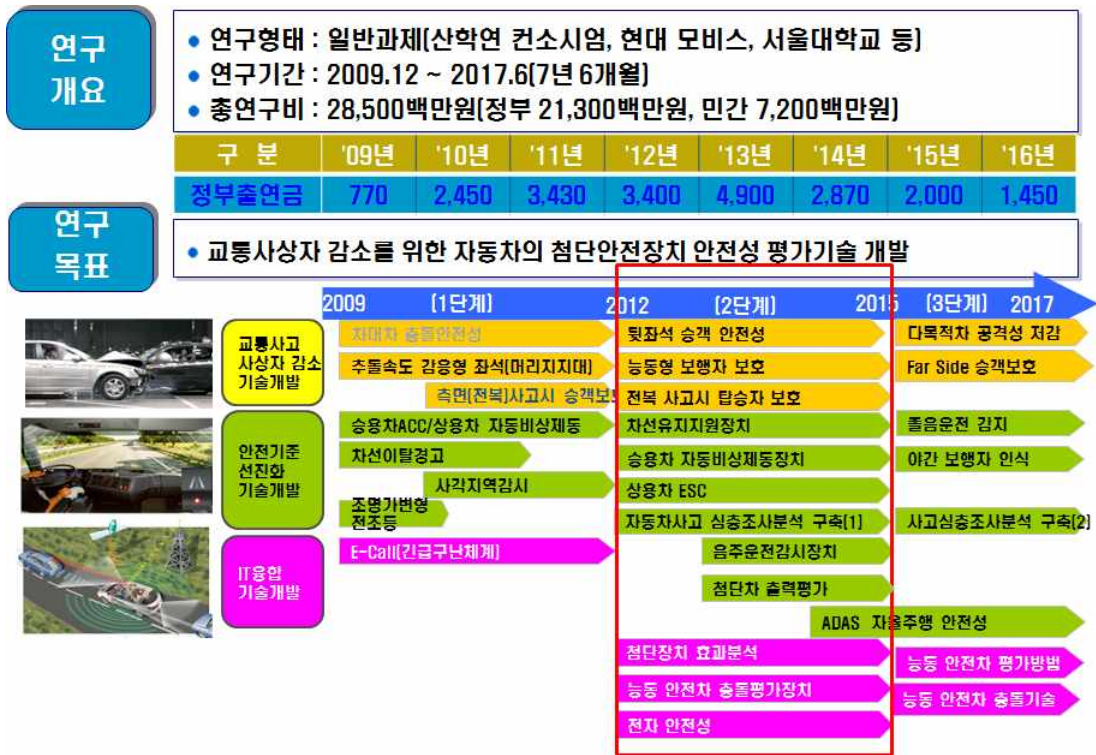 연구
개요
• 연구형태 : 일반과제(산학연 컨소시엄, 현대 모비스, 서울대학교 등)
• 연구기간 : 2009.12 ~ 2017.6(7년 6개월)
• 총연구비 : 28,500백만원(정부 21,300백만원, 민간 7,200백만원)
구 분 '09년 '10년 '11년 '12년 '13년 '14년 '15년 '16년
정부출연금 770 2,450 3,430 3,400 4,900 2,870 2,000 1,450
연구
목표
• 교통사상자 감소를 위한 자동차의 첨단안전장치 안전성 평가기술 개발
2009 (1단계) 2012 (2단계) 2015 (3단계) 2017
교통사고
사상자 감소
기술개발
차대차 충돌안전성
추돌속도 감응형 좌석(머리지지대)
측면(전복)사고시 승객보호
뒷좌석 승객 안전성
능동형 보행자 보호
전복 사고시 탑승자 보호
다목적차 공격성 저감
Far Side 승객보호
안전기준
선진화
기술개발
승용차ACC/상용차 자동비상제동
차선이탈경고
사각지역감시
조명가변형
전조등
차선유지지원장치
승용차 자동비상제동장치
상용차 ESC
자동차사고 심층조사분석 구축(1)
음주운전감시장치
첨단차 출력평가
ADAS 자율주행 안전성
졸음운전 감지
야간 보행자 인식
사고심층조사분석 구축(2)
IT융합
기술개발
E-Call(긴급구난체계)
첨단장치 효과분석
능동 안전차 충돌평가장치
전자 안전성
능동 안전차 평가방법
능동 안전차 충돌기술